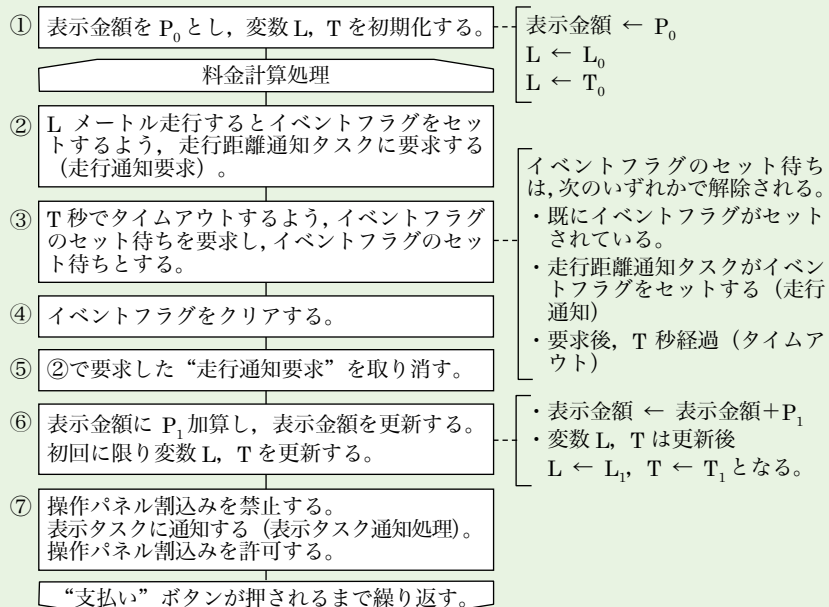 ① 表示金額を P₀とし，変数 L，T を初期化する。
表示金額 ← P₀
L ← L₀
L ← T₀
料金計算処理
② L メートル走行するとイベントフラグをセッ
トするよう，走行距離通知タスクに要求する
（走行通知要求）。
③ T 秒でタイムアウトするよう，イベントフラグ
のセット待ちを要求し，イベントフラグのセッ
ト待ちとする。
イベントフラグのセット待ち
は，次のいずれかで解除される。
・既にイベントフラグがセット
されている。
・走行距離通知タスクがイベン
トフラグをセットする（走行
通知）
・要求後，T 秒経過（タイムア
ウト）
④ イベントフラグをクリアする。
⑤ ②で要求した“走行通知要求”を取り消す。
⑥ 表示金額に P₁加算し，表示金額を更新する。
初回に限り変数 L，T を更新する。
・表示金額 ← 表示金額＋P₁
・変数 L，T は更新後
L ← L₁，T ← T₁となる。
⑦ 操作パネル割込みを禁止する。
表示タスクに通知する（表示タスク通知処理）。
操作パネル割込みを許可する。
“支払い”ボタンが押されるまで繰り返す。